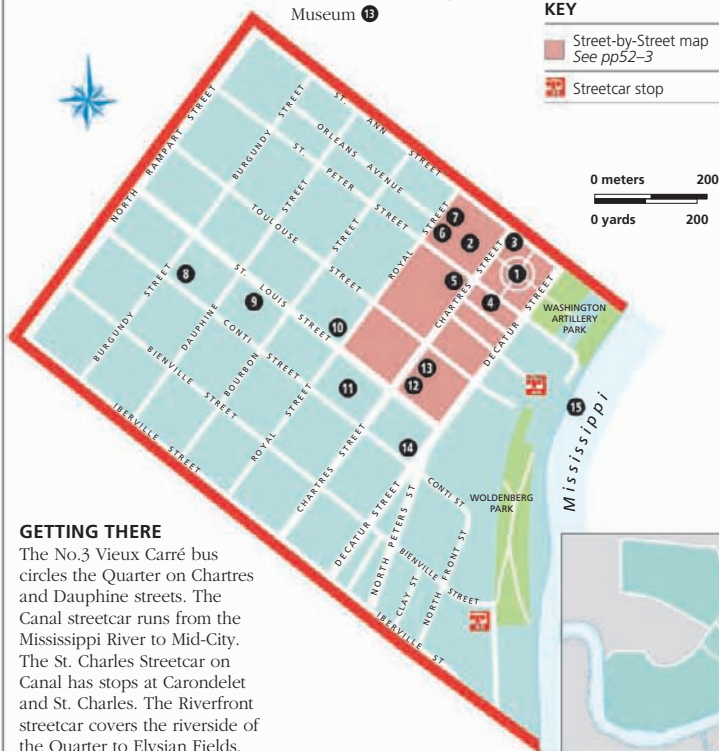 Museum 13
KEY
Street-by-Street map
See pp52–3
Streetcar stop
0 meters 200
0 yards 200
NORTH RAMPART STREET
BURGUNDY STREET
ST. ANN STREET
ORLEANS AVENUE
ST. PETER STREET
TOULOUSE STREET
STREET
STREET
ROYAL STREET
7
6
2
3
5
1
4
CHARTRES STREET
DECATUR STREET
WASHINGTON
ARTILLERY
PARK
8
9
10
ST. LOUIS STREET
BURGUNDY STREET
DAUPHINE
CONTI STREET
BIENVILLE STREET
BOURBON
11
13
12
15
Mississippi
IBERVILLE STREET
ROYAL STREET
CHARTRES STREET
14
DECATUR STREET
NORTH PETERS ST
CONTI ST
WOLDENBERG
PARK
BIENVILLE STREET
CLAY ST
NORTH FRONT ST
IBERVILLE ST
GETTING THERE
The No.3 Vieux Carré bus
circles the Quarter on Chartres
and Dauphine streets. The
Canal streetcar runs from the
Mississippi River to Mid-City.
The St. Charles Streetcar on
Canal has stops at Carondelet
and St. Charles. The Riverfront
streetcar covers the riverside of
the Quarter to Elysian Fields.